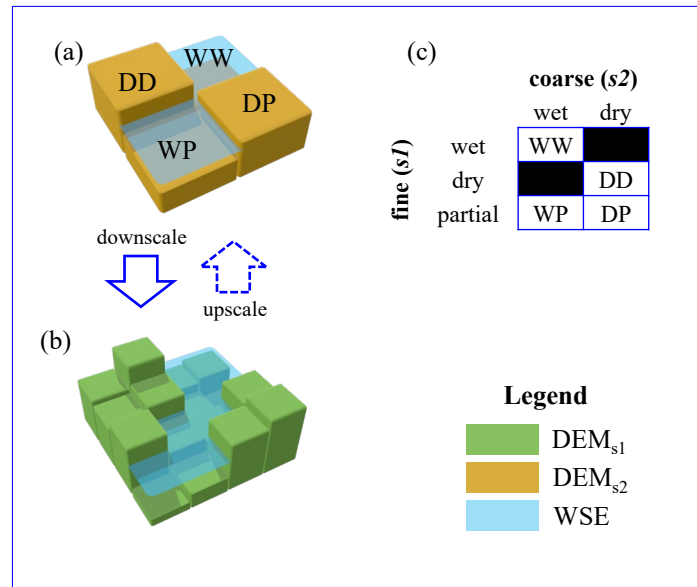 (a)
WW
DD
DP
WP
downscale
upscale
(b)
(c)
coarse (s2)
wet dry
fine (s1)
wet WW
dry DD
partial WP DP
Legend
DEMs1
DEMs2
WSE